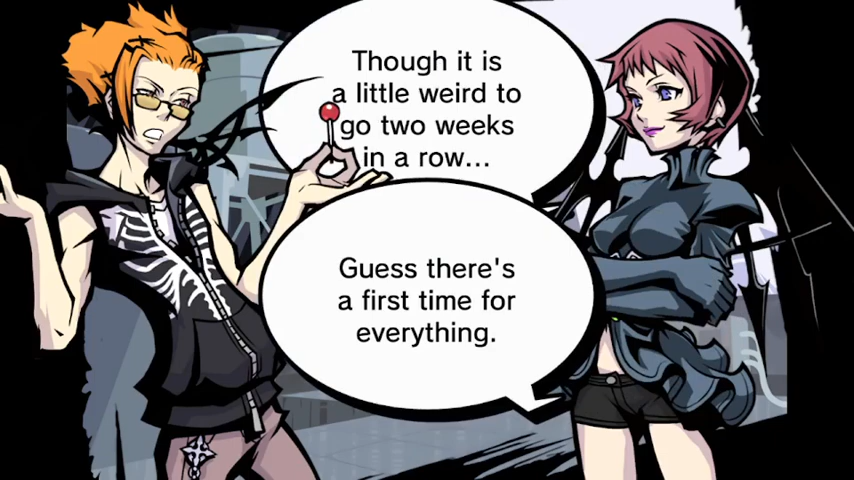 Though it is
a little weird to
go two weeks
in a row...
Guess there's
a first time for
everything.